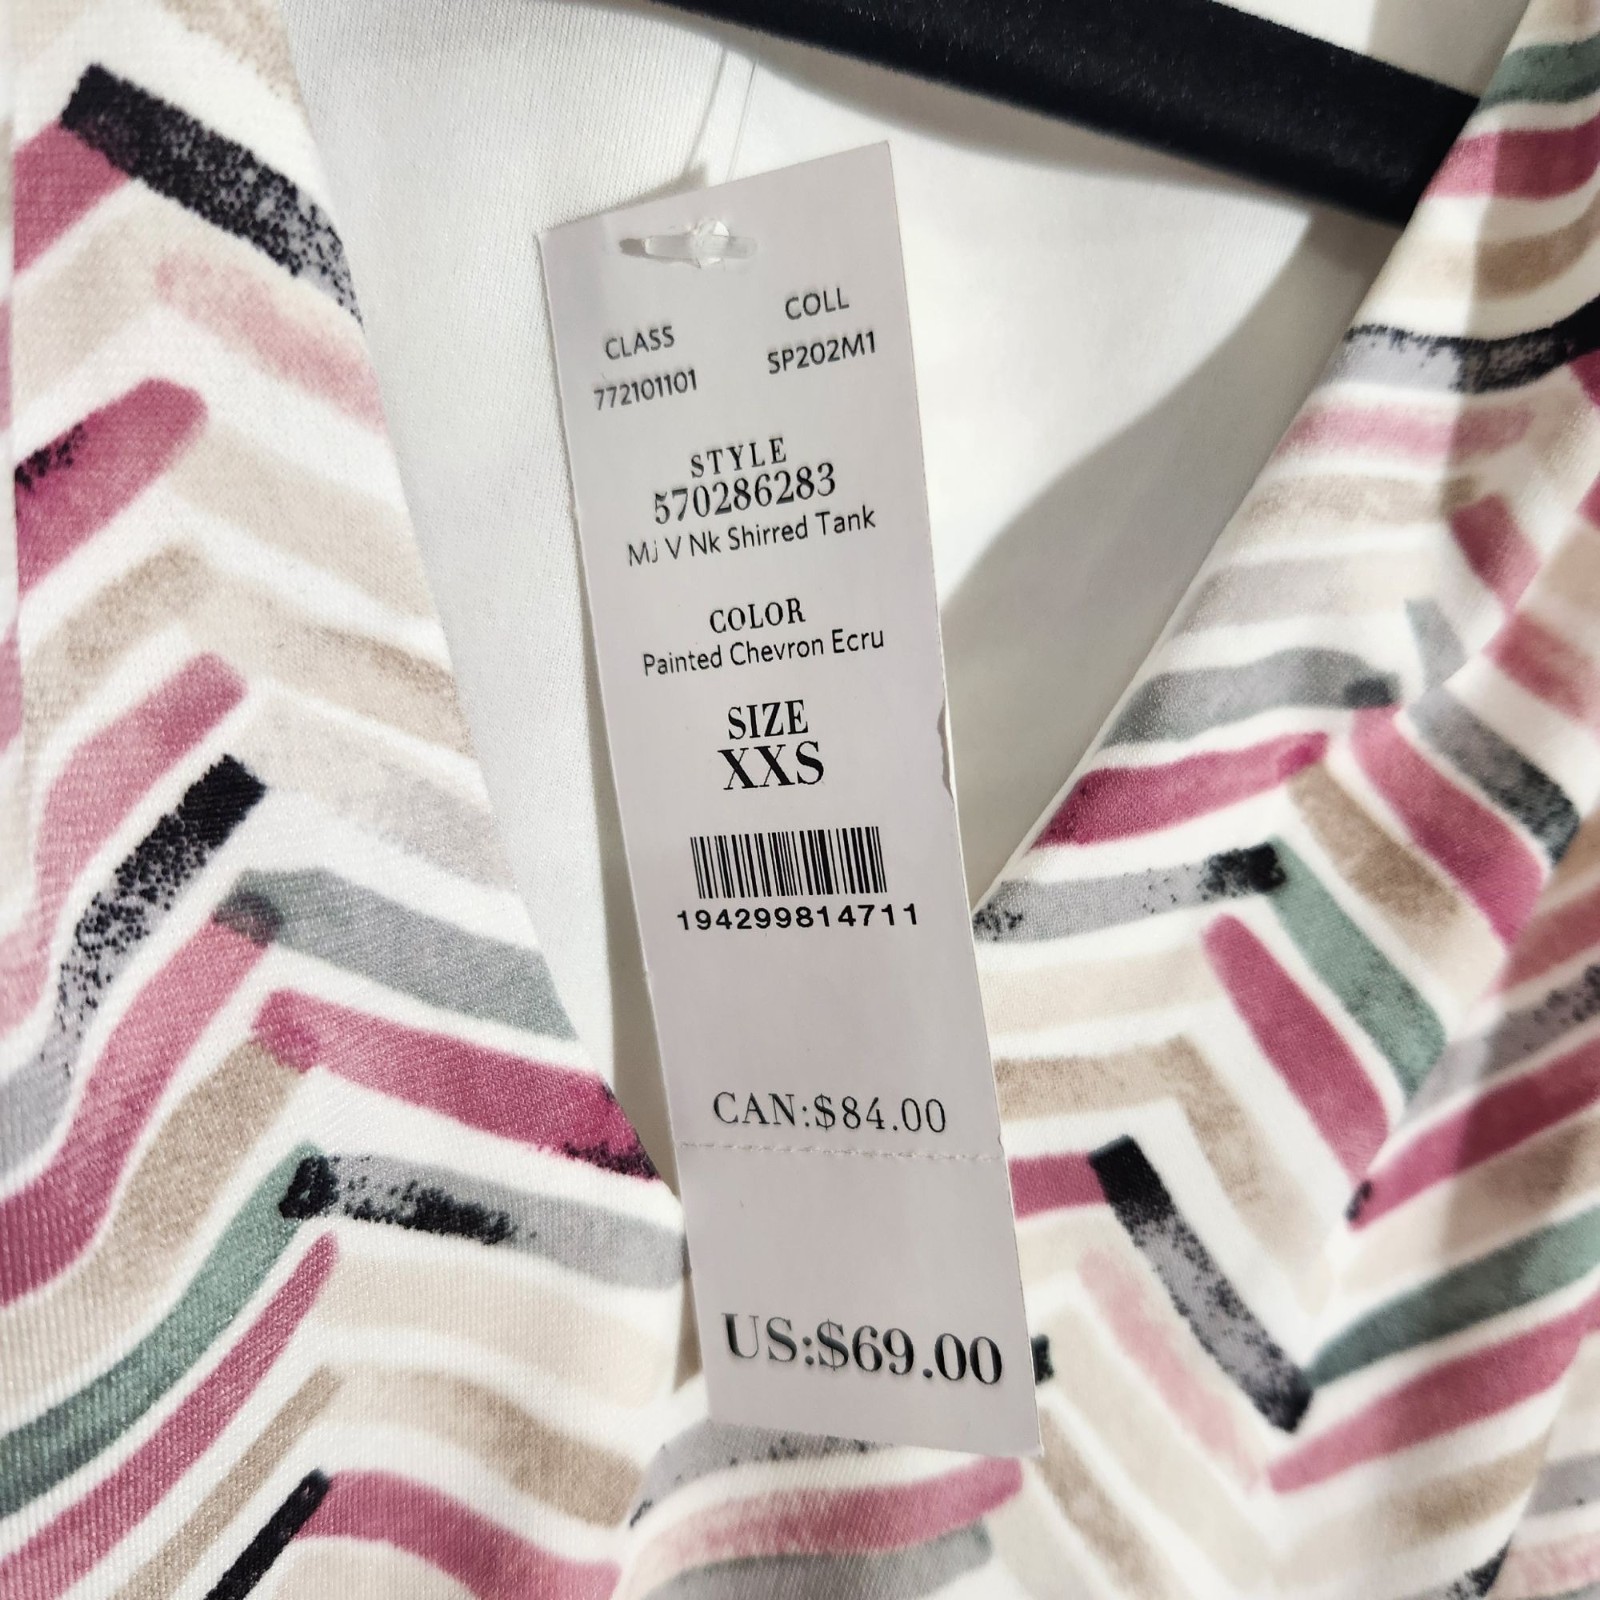 CLASS COLL
772101101 SP202M1
STYLE
570286283
MJ V Nk Shirred Tank
COLOR
Painted Chevron Ecru
SIZE
XXS
194299814711
CAN:$84.00
US:$69.00